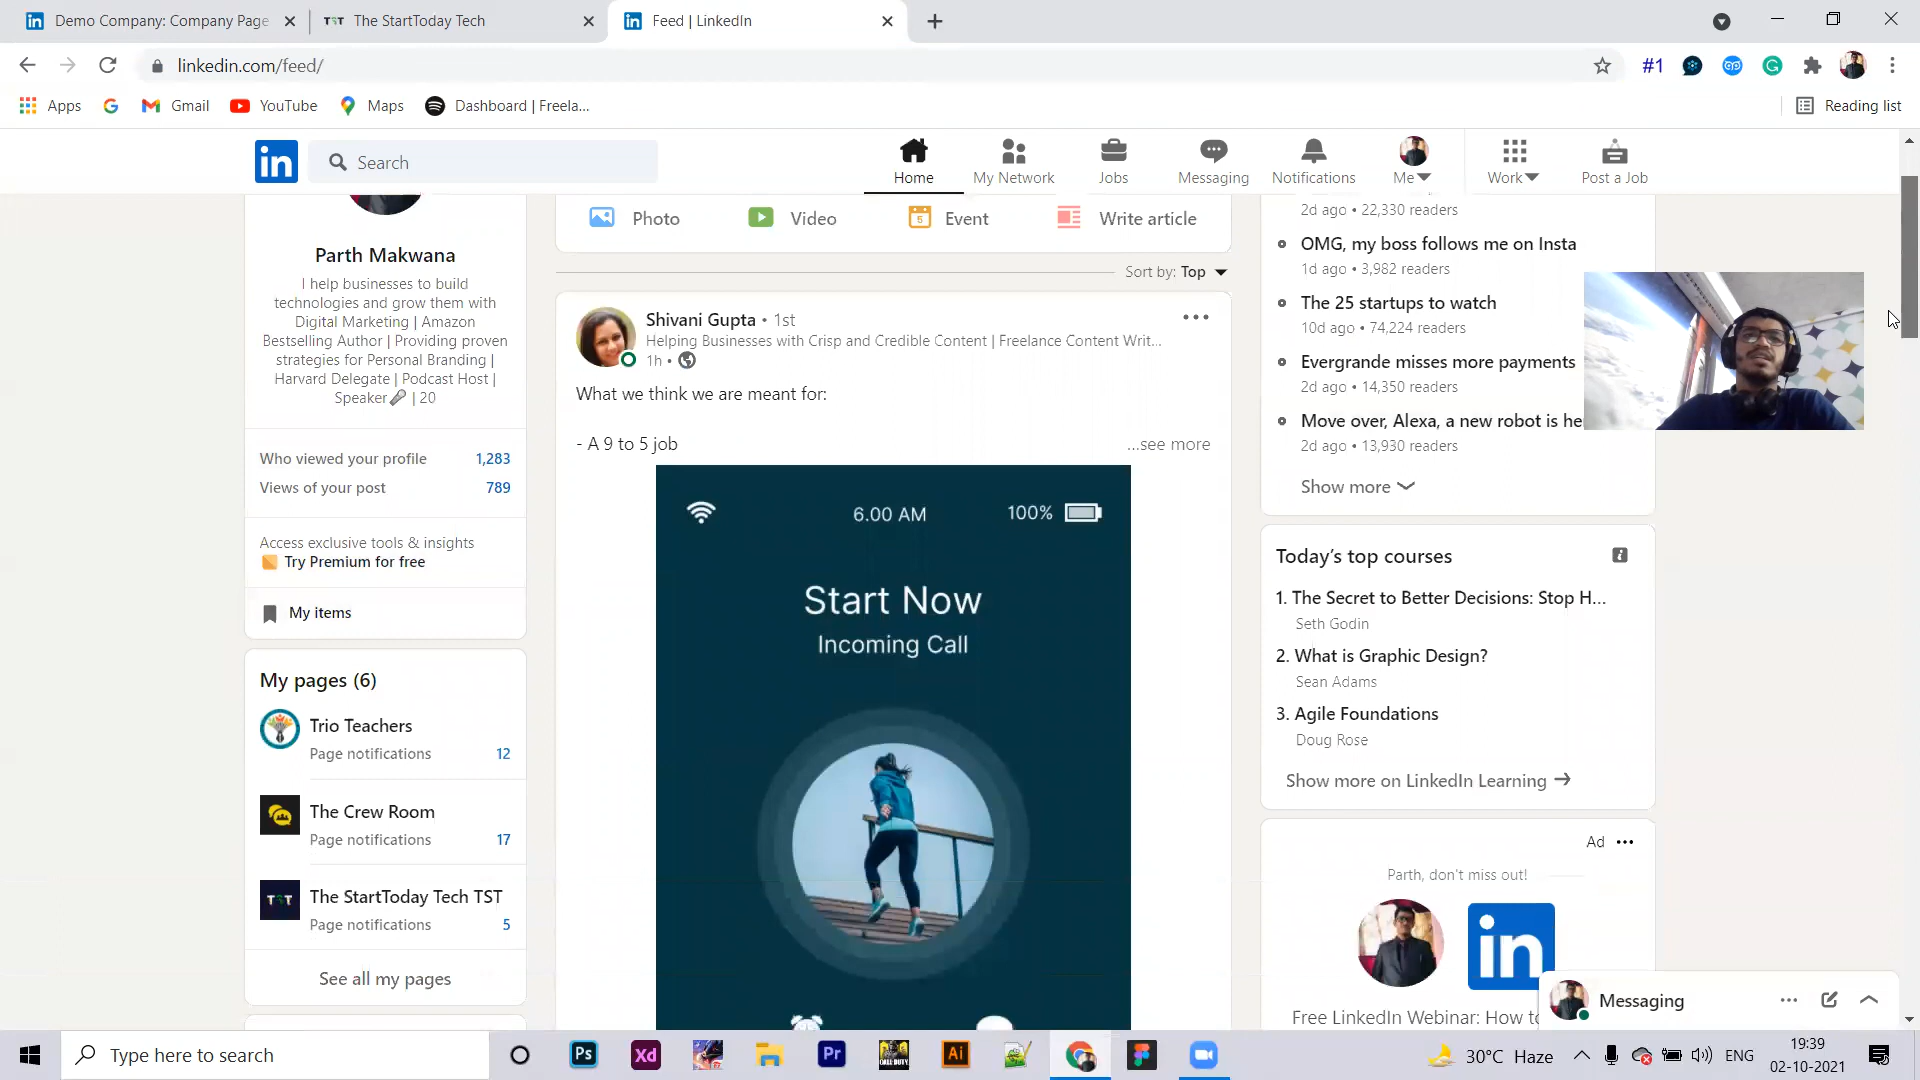 Demo Company: Company Page
TST The StartToday Tech
Feed | LinkedIn
linkedin.com/feed/
#1
Apps
Gmail
YouTube
Maps
Dashboard | Freela...
Reading list
in
Search
Home
My Network
Jobs
Messaging
Notifications
Me
Work
Post a Job
Parth Makwana
I help businesses to build
technologies and grow them with
Digital Marketing | Amazon
Bestselling Author | Providing proven
strategies for Personal Branding |
Harvard Delegate | Podcast Host |
Speaker🎤 | 20
Who viewed your profile 1,283
Views of your post 789
Access exclusive tools & insights
Try Premium for free
My items
My pages (6)
Trio Teachers
Page notifications 12
The Crew Room
Page notifications 17
TST
The StartToday Tech TST
Page notifications 5
See all my pages
Photo
Video
Event
Write article
Sort by: Top
Shivani Gupta • 1st
Helping Businesses with Crisp and Credible Content | Freelance Content Writ...
1h •
What we think we are meant for:
- A 9 to 5 job
...see more
6.00 AM
100%
Start Now
Incoming Call
2d ago • 22,330 readers
OMG, my boss follows me on Insta
1d ago • 3,982 readers
The 25 startups to watch
10d ago • 74,224 readers
Evergrande misses more payments
2d ago • 14,350 readers
Move over, Alexa, a new robot is he
2d ago • 13,930 readers
Show more
Today's top courses
1. The Secret to Better Decisions: Stop H...
Seth Godin
2. What is Graphic Design?
Sean Adams
3. Agile Foundations
Doug Rose
Show more on LinkedIn Learning
Ad
Parth, don't miss out!
in
Free LinkedIn Webinar: How to
Messaging
Type here to search
Ps
Xd
Pr
Ai
30°C Haze
ENG
19:39
02-10-2021